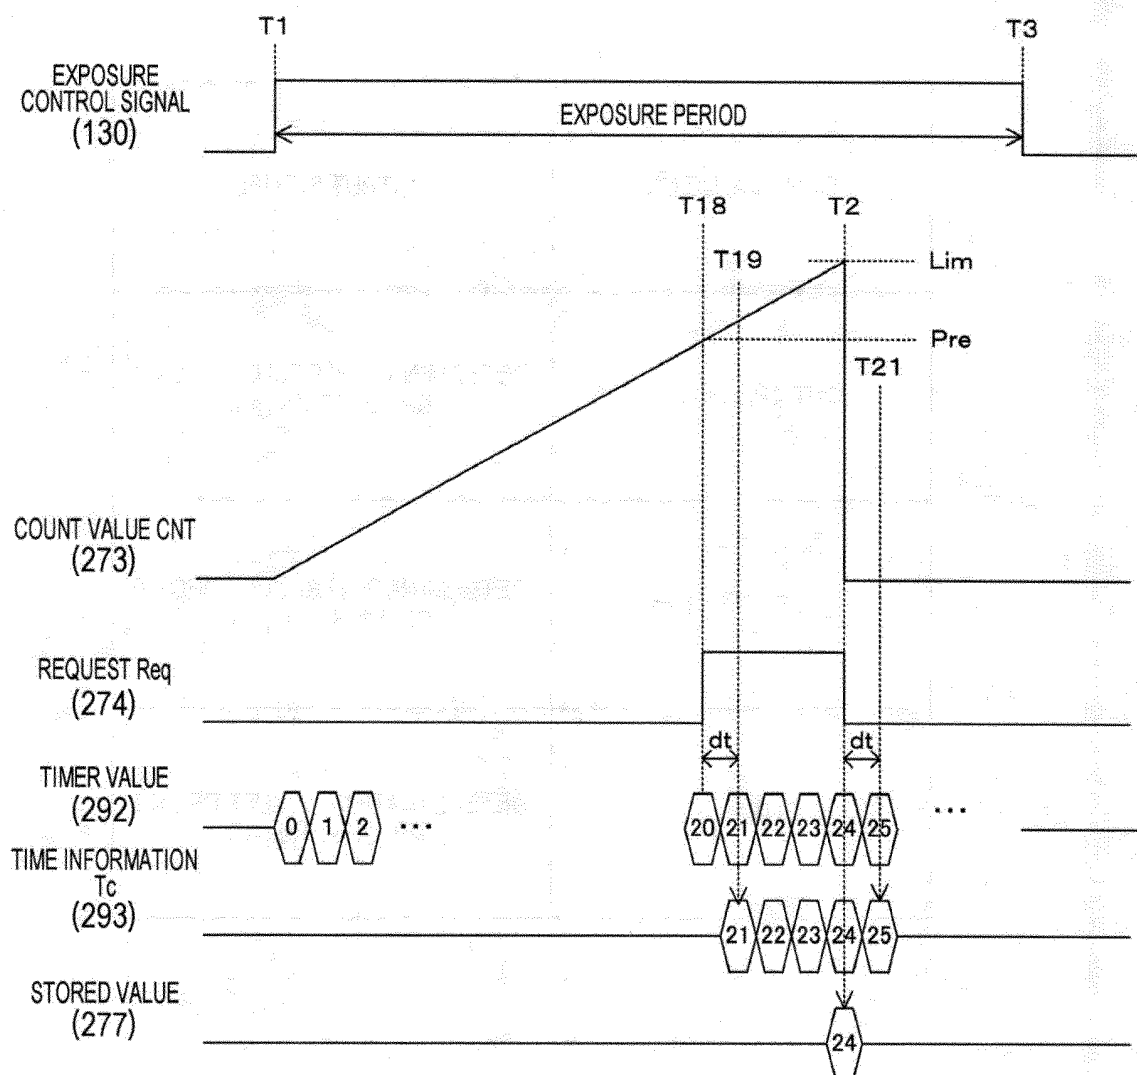 T1
T3
EXPOSURE
CONTROL SIGNAL
(130)
EXPOSURE PERIOD
T18
T2
T19
Lim
Pre
T21
COUNT VALUE CNT
(273)
REQUEST Req
(274)
dt
dt
TIMER VALUE
(292)
0 1 2 ... 20 21 22 23 24 25 ...
TIME INFORMATION
Tc
(293)
21 22 23 24 25
STORED VALUE
(277)
24